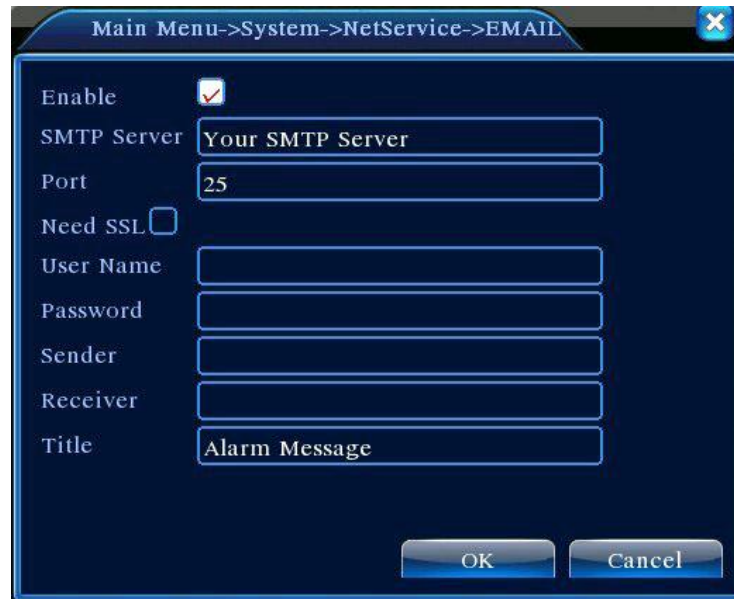 Main Menu->System->NetService->EMAIL
Enable
SMTP Server Your SMTP Server
Port 25
Need SSL
User Name
Password
Sender
Receiver
Title Alarm Message
OK Cancel